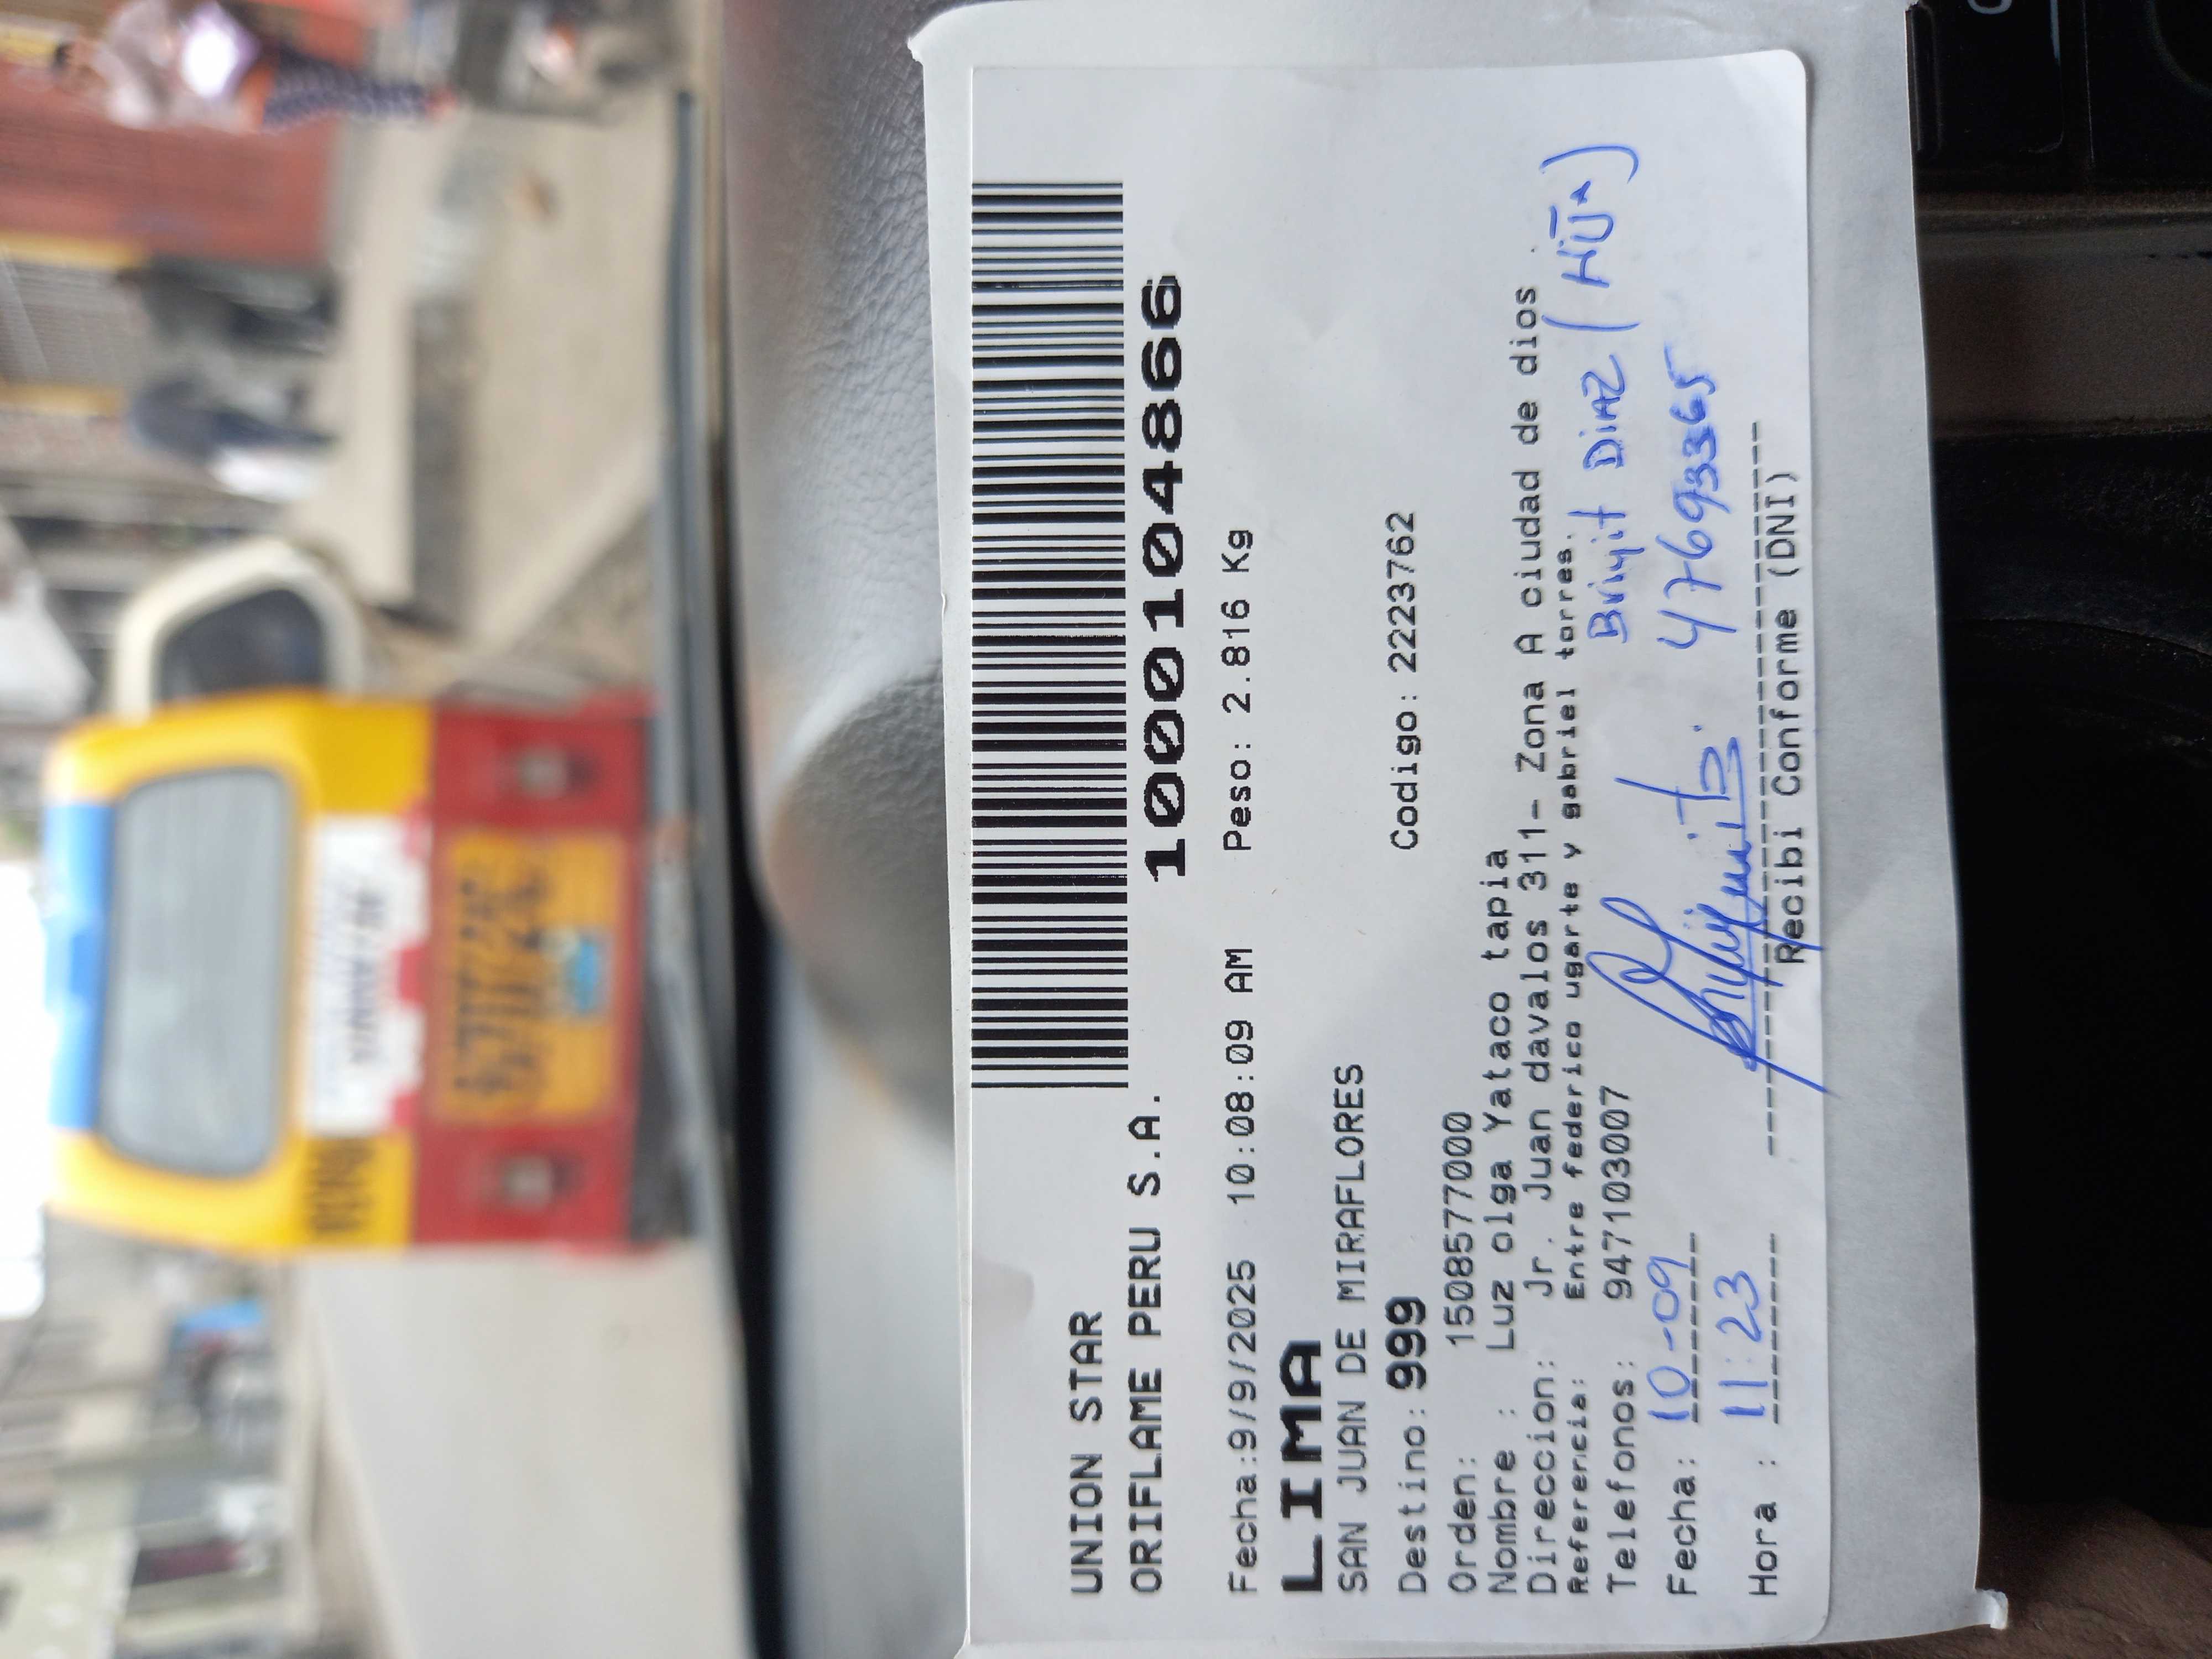 UNION STAR
ORIFLAME PERU S.A. 1000104866
Fecha:9/9/2025 10:08:09 AM Peso: 2.816 Kg
LIMA
SAN JUAN DE MIRAFLORES
Destino: 999 Codigo: 2223762
Orden: 1508577000
Nombre : Luz olga Yataco tapia
Direccion: Jr. Juan davalos 311- Zona A ciudad de dios
Referencia: Entre federico ugarte y gabriel torres.
Telefonos: 947103007
Briyit DIAZ (
Fecha: 10-09 47693365
Hora : 11:23
Recibi Conforme (DNI)